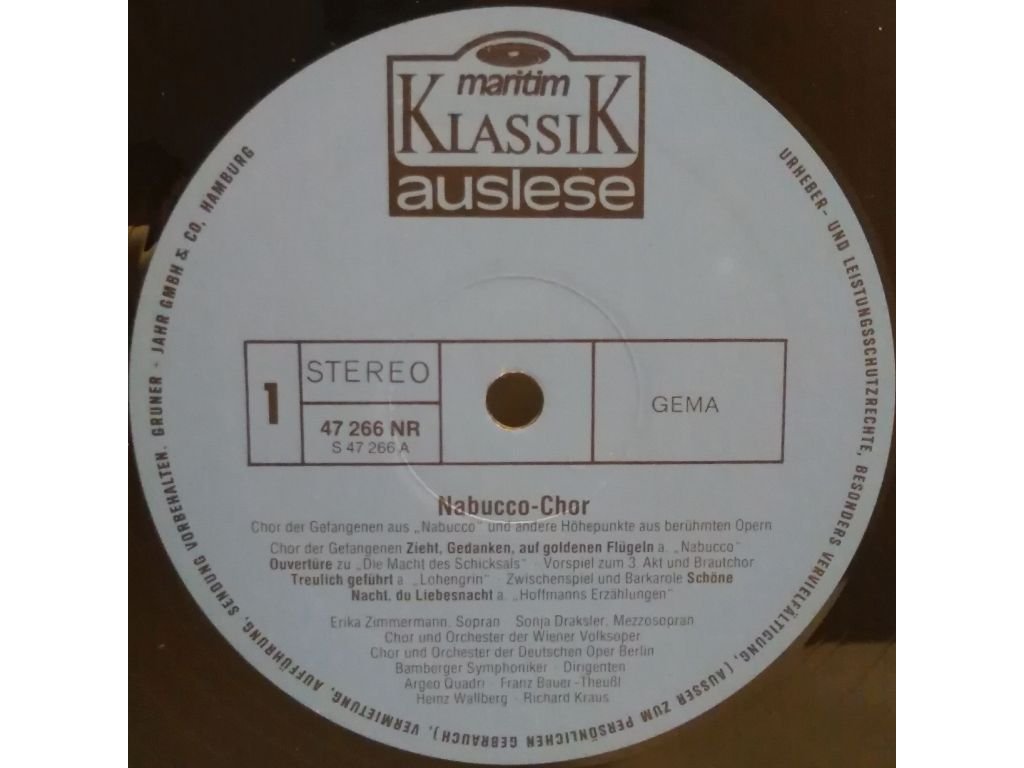 maritim
KLASSIK
auslese
1
STEREO
47 266 NR
S 47 266 A
GEMA
Nabucco-Chor
Chor der Gefangenen aus „Nabucco" und andere Höhepunkte aus berühmten Opern
Chor der Gefangenen Zieht, Gedanken, auf goldenen Flügeln a. „Nabucco"
Ouvertüre zu „Die Macht des Schicksals" · Vorspiel zum 3. Akt und Brautchor
Treulich geführt a. „Lohengrin" · Zwischenspiel und Barkarole Schöne
Nacht, du Liebesnacht a. „Hoffmanns Erzählungen"
Erika Zimmermann, Sopran · Sonja Draksler, Mezzosopran
Chor und Orchester der Wiener Volksoper
Chor und Orchester der Deutschen Oper Berlin
Bamberger Symphoniker · Dirigenten
Argeo Quadri · Franz Bauer-Theußl
Heinz Wallberg · Richard Kraus
URHEBER- UND LEISTUNGSSCHUTZRECHTE, BESONDERS VERVIELFÄLTIGUNG, (AUSSER ZUM PERSÖNLICHEN GEBRAUCH), VERMIETUNG, AUFFÜHRUNG, SENDUNG VORBEHALTEN. GRUNER + JAHR GMBH & CO, HAMBURG